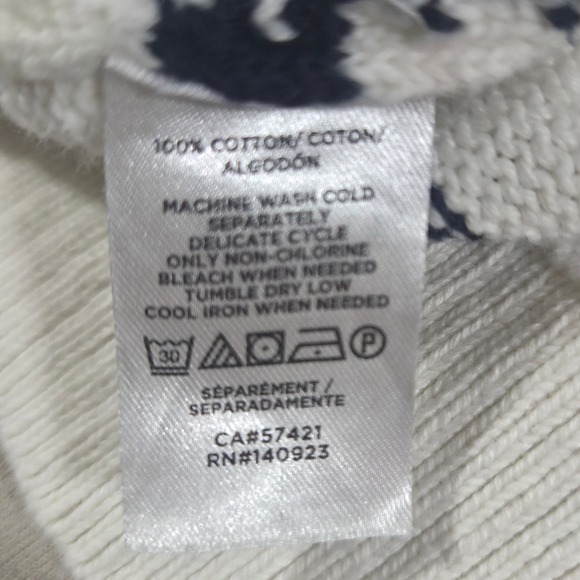 100% COTTON/ COTON/
ALGODÓN
MACHINE WASH COLD
SEPARATELY
DELICATE CYCLE
ONLY NON-CHLORINE
BLEACH WHEN NEEDED
TUMBLE DRY LOW
COOL IRON WHEN NEEDED
30 P
SÉPARÉMENT /
SEPARADAMENTE
CA#57421
RN#140923